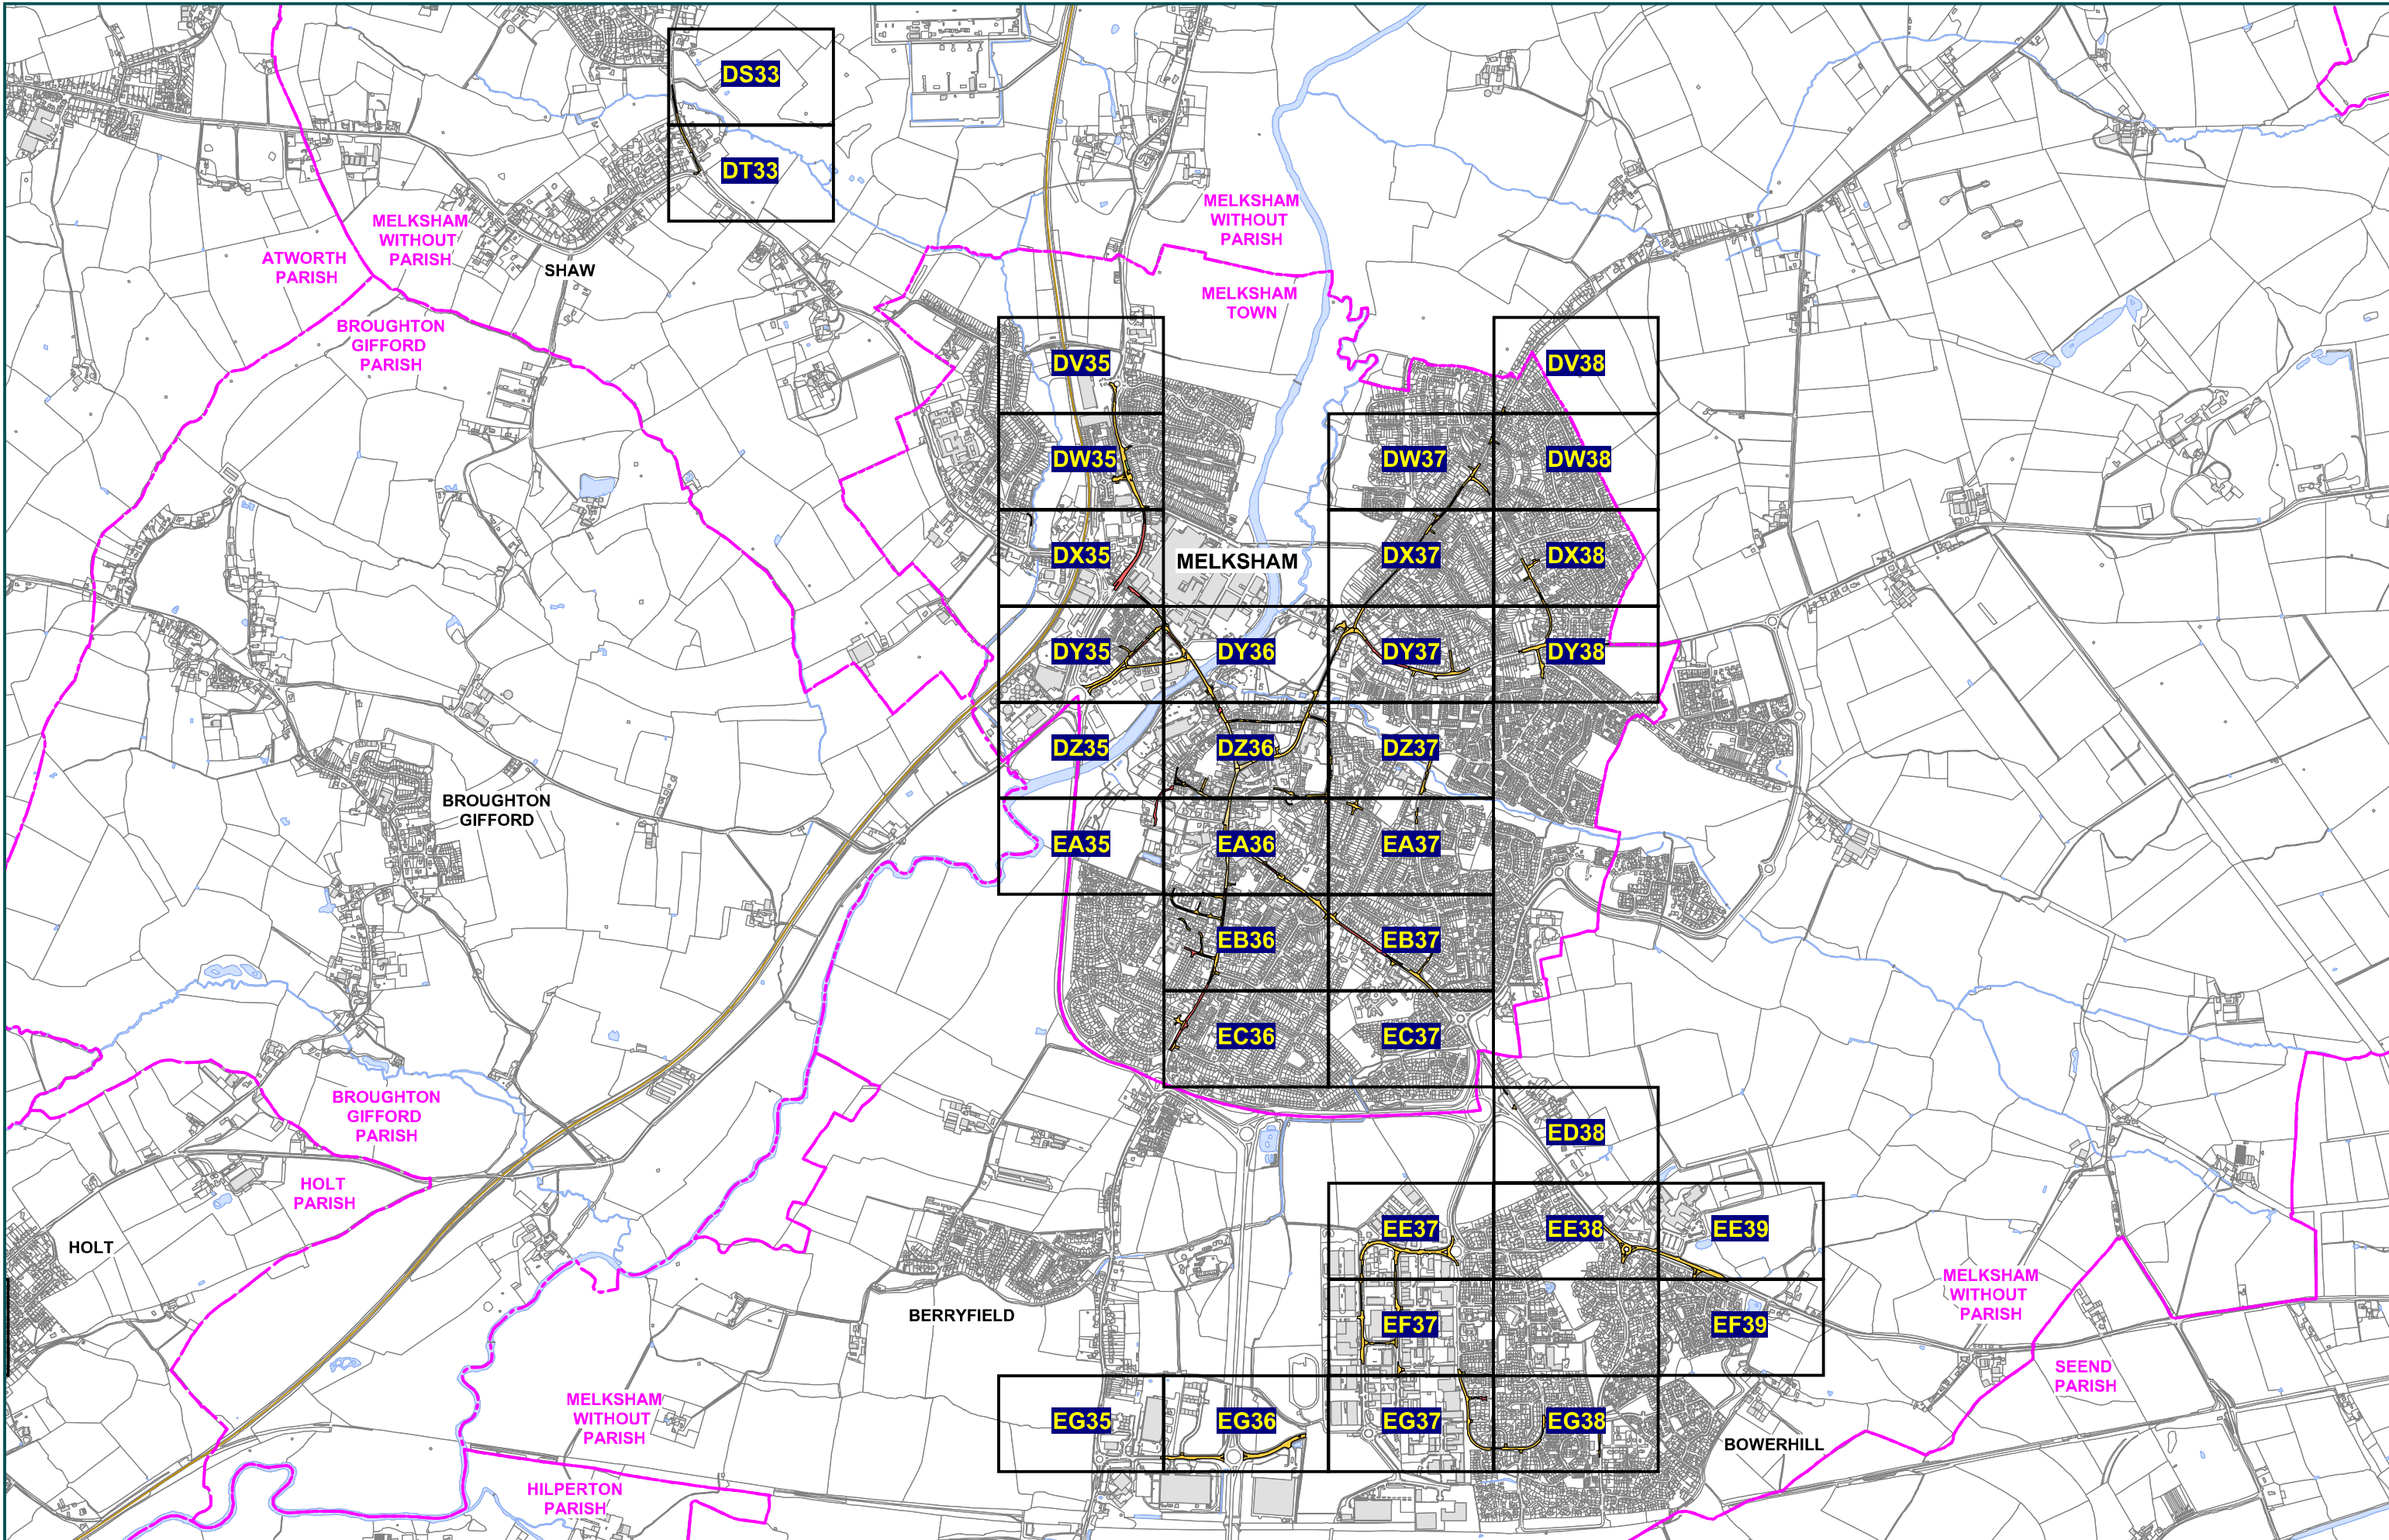 DS33
DT33
MELKSHAM
WITHOUT
PARISH
MELKSHAM
WITHOUT
PARISH
ATWORTH
PARISH
SHAW
MELKSHAM
TOWN
BROUGHTON
GIFFORD
PARISH
DV35
DV38
DW35
DW37
DW38
DX35
MELKSHAM
DX37
DX38
DY35
DY36
DY37
DY38
DZ35
DZ36
DZ37
BROUGHTON
GIFFORD
EA35
EA36
EA37
EB36
EB37
EC36
EC37
BROUGHTON
GIFFORD
PARISH
ED38
HOLT
PARISH
HOLT
EE37
EE38
EE39
MELKSHAM
WITHOUT
PARISH
BERRYFIELD
EF37
EF39
SEEND
PARISH
MELKSHAM
WITHOUT
PARISH
EG35
EG36
EG37
EG38
BOWERHILL
HILPERTON
PARISH